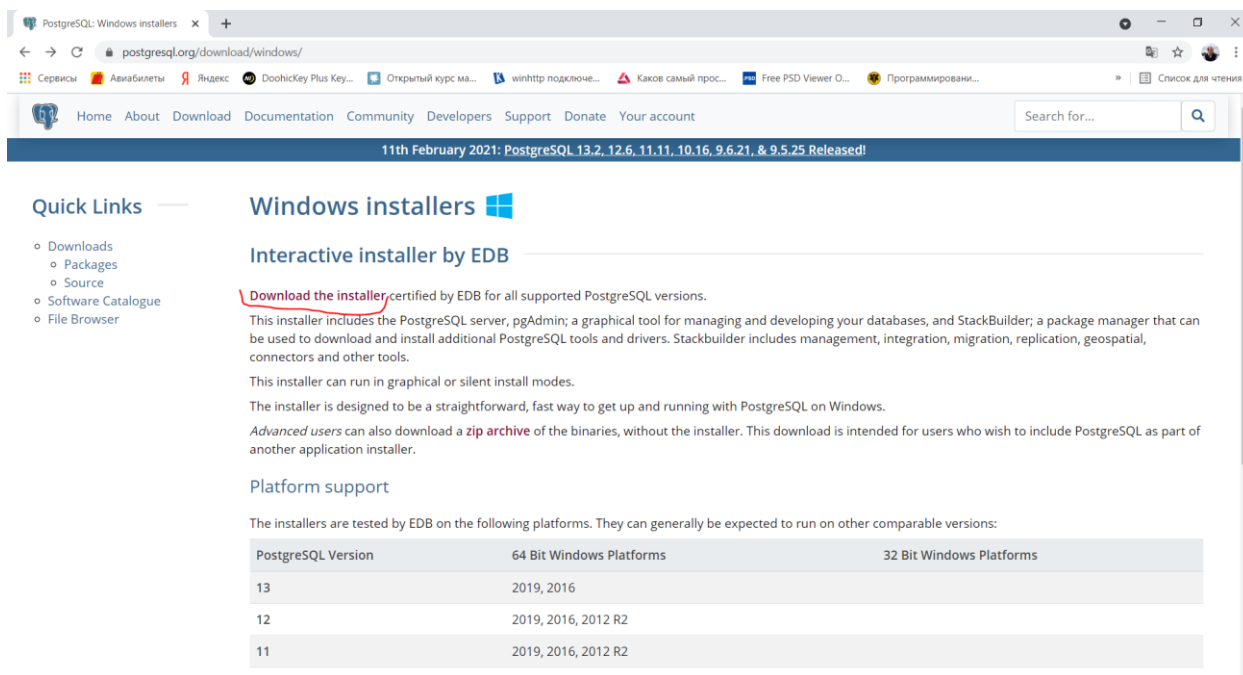 PostgreSQL: Windows installers
postgresql.org/download/windows/
Сервисы Авиабилеты Яндекс DoohicKey Plus Key... Открытый курс ма... winhttp подключе... Каков самый прос... Free PSD Viewer O... Программировани... » Список для чтения
Home About Download Documentation Community Developers Support Donate Your account Search for...
11th February 2021: PostgreSQL 13.2, 12.6, 11.11, 10.16, 9.6.21, & 9.5.25 Released!
Quick Links
Downloads
Packages
Source
Software Catalogue
File Browser
Windows installers
Interactive installer by EDB
Download the installer certified by EDB for all supported PostgreSQL versions.
This installer includes the PostgreSQL server, pgAdmin; a graphical tool for managing and developing your databases, and StackBuilder; a package manager that can
be used to download and install additional PostgreSQL tools and drivers. Stackbuilder includes management, integration, migration, replication, geospatial,
connectors and other tools.
This installer can run in graphical or silent install modes.
The installer is designed to be a straightforward, fast way to get up and running with PostgreSQL on Windows.
Advanced users can also download a zip archive of the binaries, without the installer. This download is intended for users who wish to include PostgreSQL as part of
another application installer.
Platform support
The installers are tested by EDB on the following platforms. They can generally be expected to run on other comparable versions:
PostgreSQL Version 64 Bit Windows Platforms 32 Bit Windows Platforms
13 2019, 2016
12 2019, 2016, 2012 R2
11 2019, 2016, 2012 R2